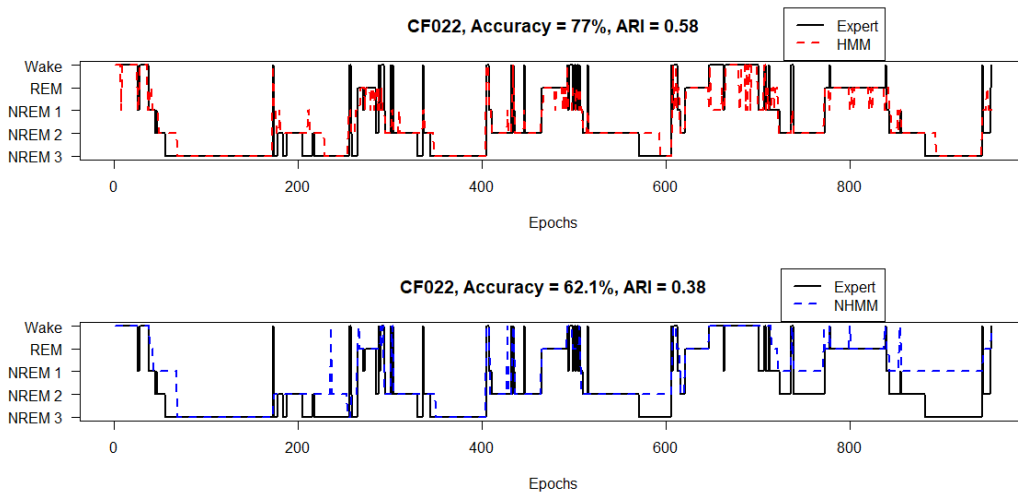 CF022, Accuracy = 77%, ARI = 0.58
Expert
HMM
Wake
REM
NREM 1
NREM 2
NREM 3
0 200 400 600 800
Epochs
CF022, Accuracy = 62.1%, ARI = 0.38
Expert
NHMM
Wake
REM
NREM 1
NREM 2
NREM 3
0 200 400 600 800
Epochs